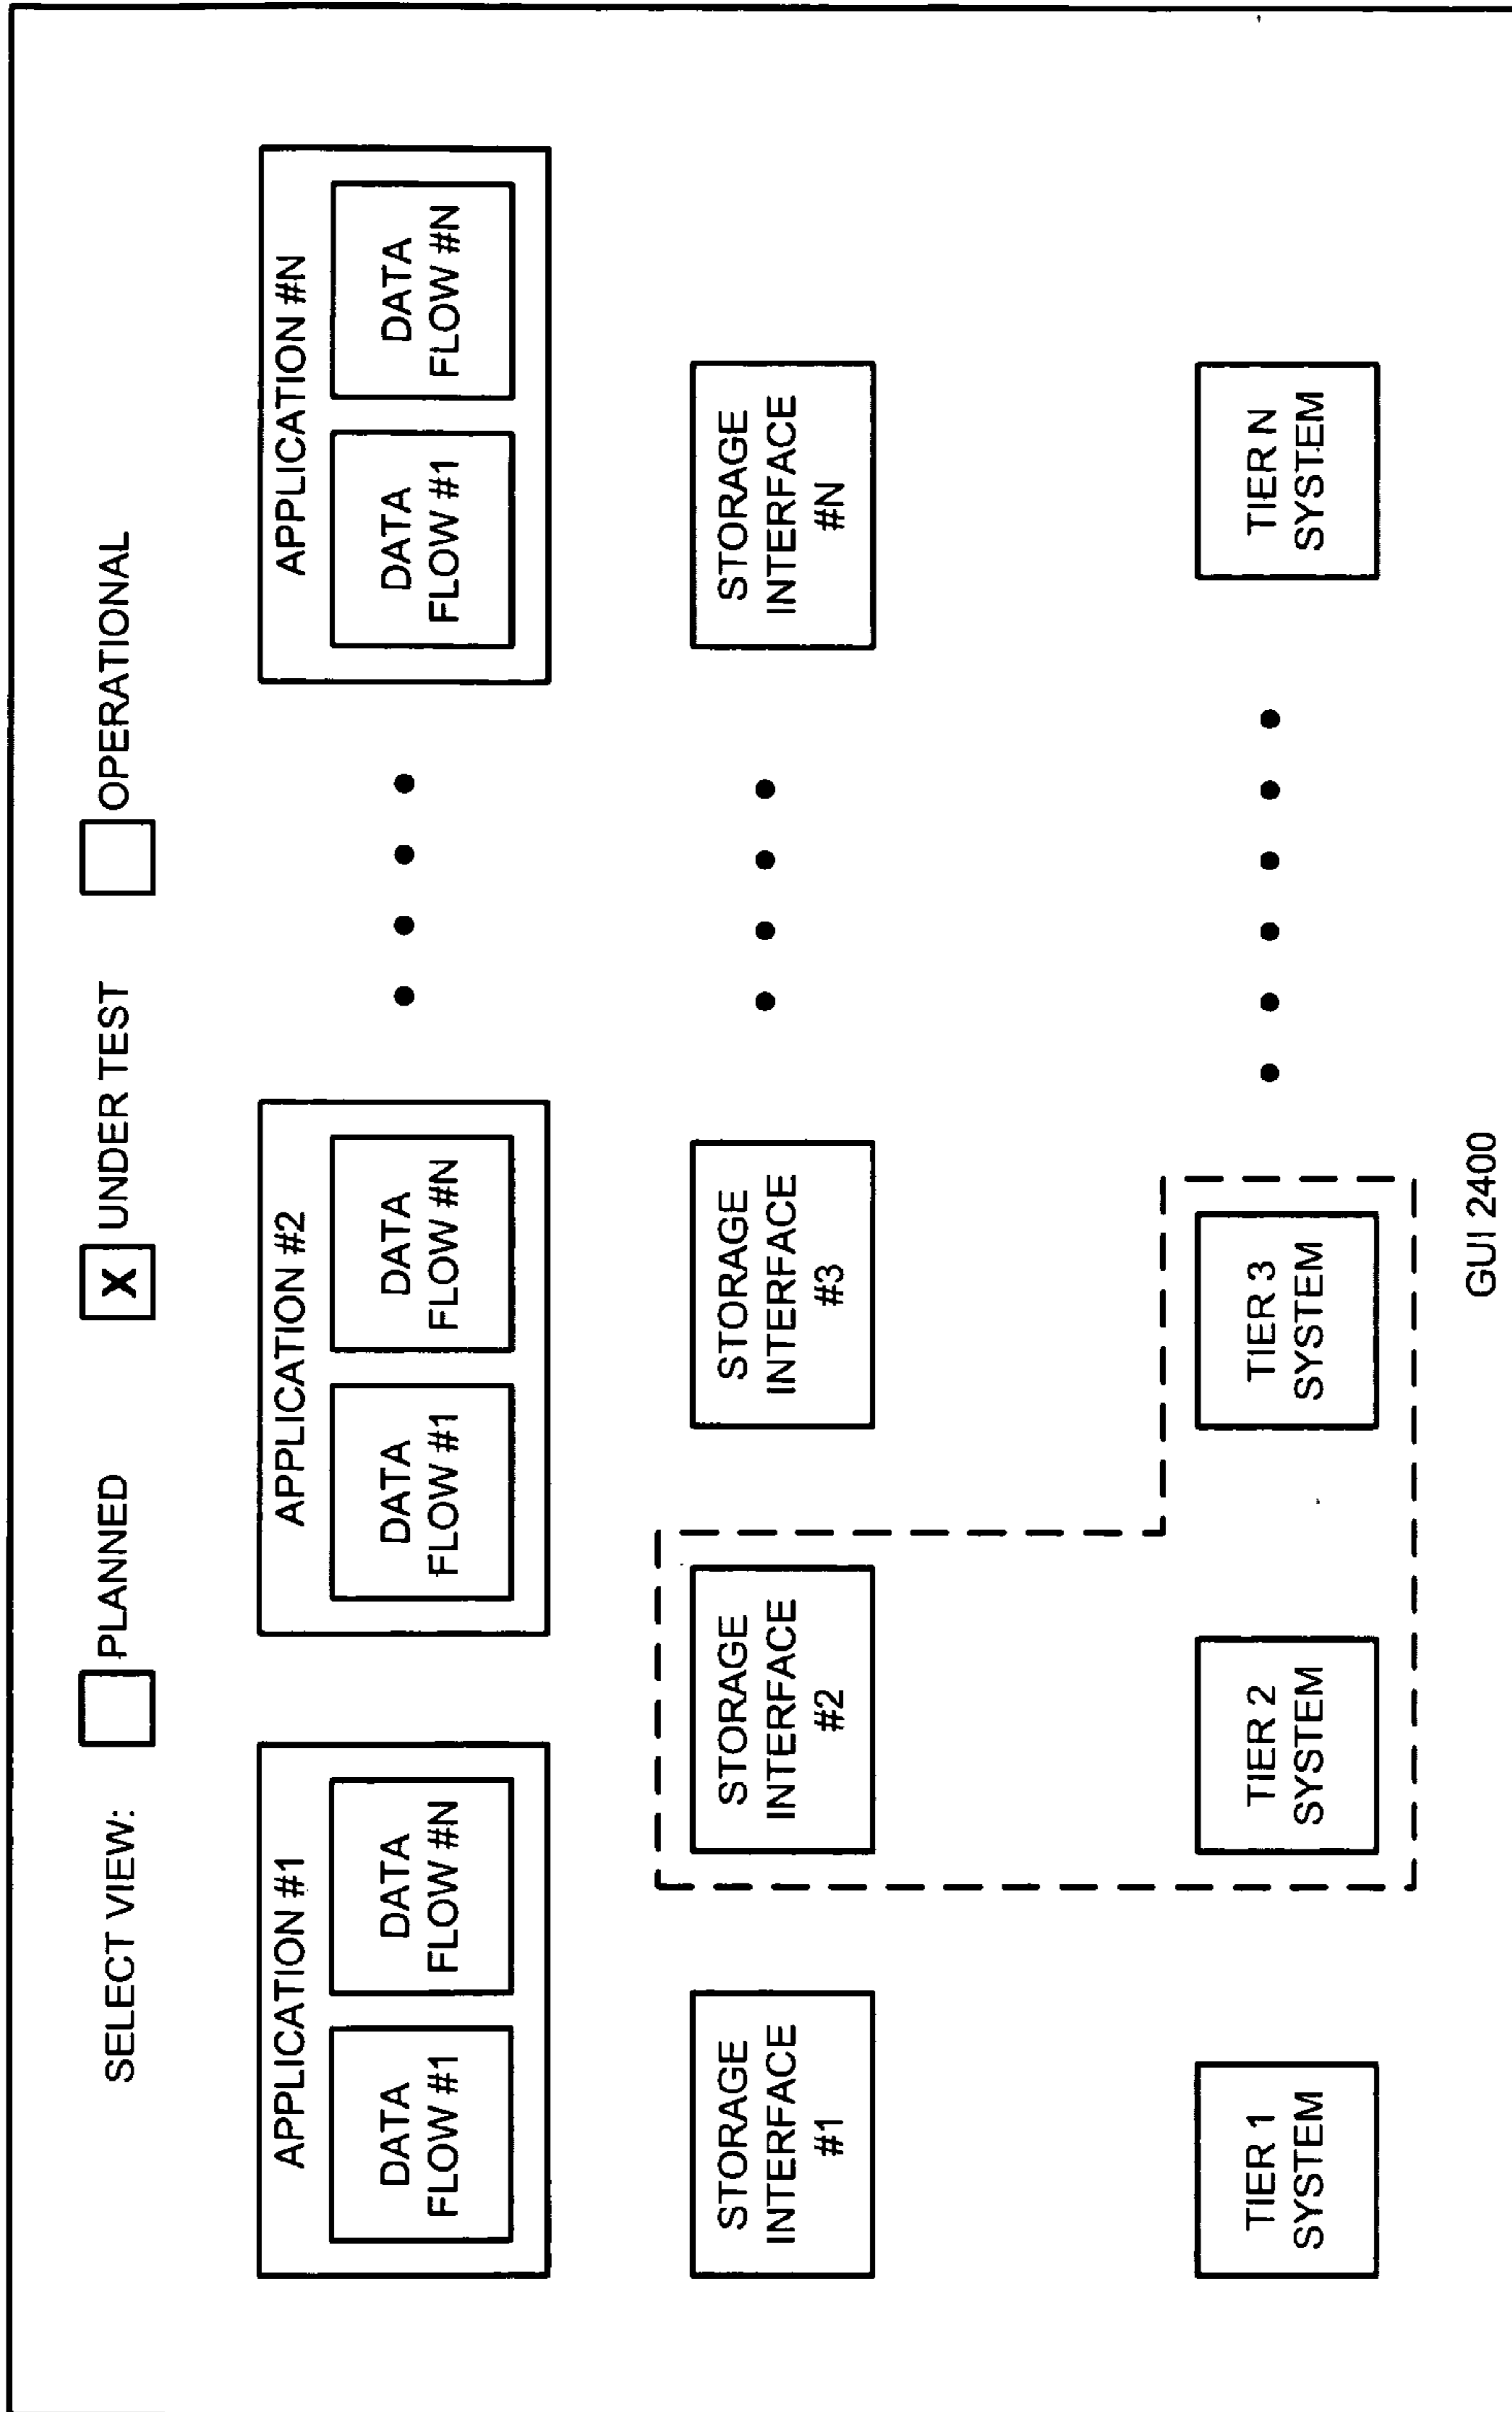 SELECT VIEW:
PLANNED
X
UNDER TEST
OPERATIONAL
APPLICATION #1
DATA
FLOW #1
DATA
FLOW #N
APPLICATION #2
DATA
FLOW #1
DATA
FLOW #N
APPLICATION #N
DATA
FLOW #1
DATA
FLOW #N
STORAGE
INTERFACE
#1
STORAGE
INTERFACE
#2
STORAGE
INTERFACE
#3
STORAGE
INTERFACE
#N
TIER 1
SYSTEM
TIER 2
SYSTEM
TIER 3
SYSTEM
TIER N
SYSTEM
GUI 2400